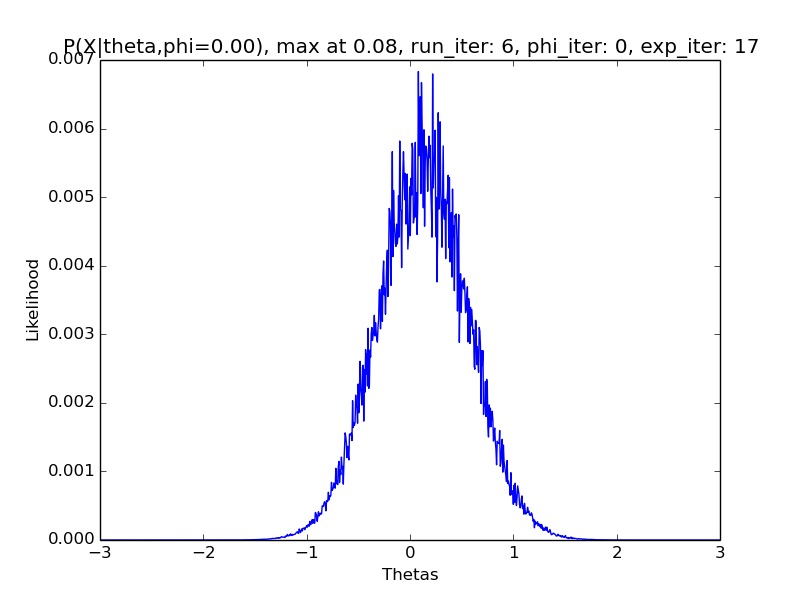 P(X|theta,phi=0.00), max at 0.08, run_iter: 6, phi_iter: 0, exp_iter: 17
0.007
0.006
0.005
0.004
0.003
0.002
0.001
0.000
Likelihood
−3 −2 −1 0 1 2 3
Thetas